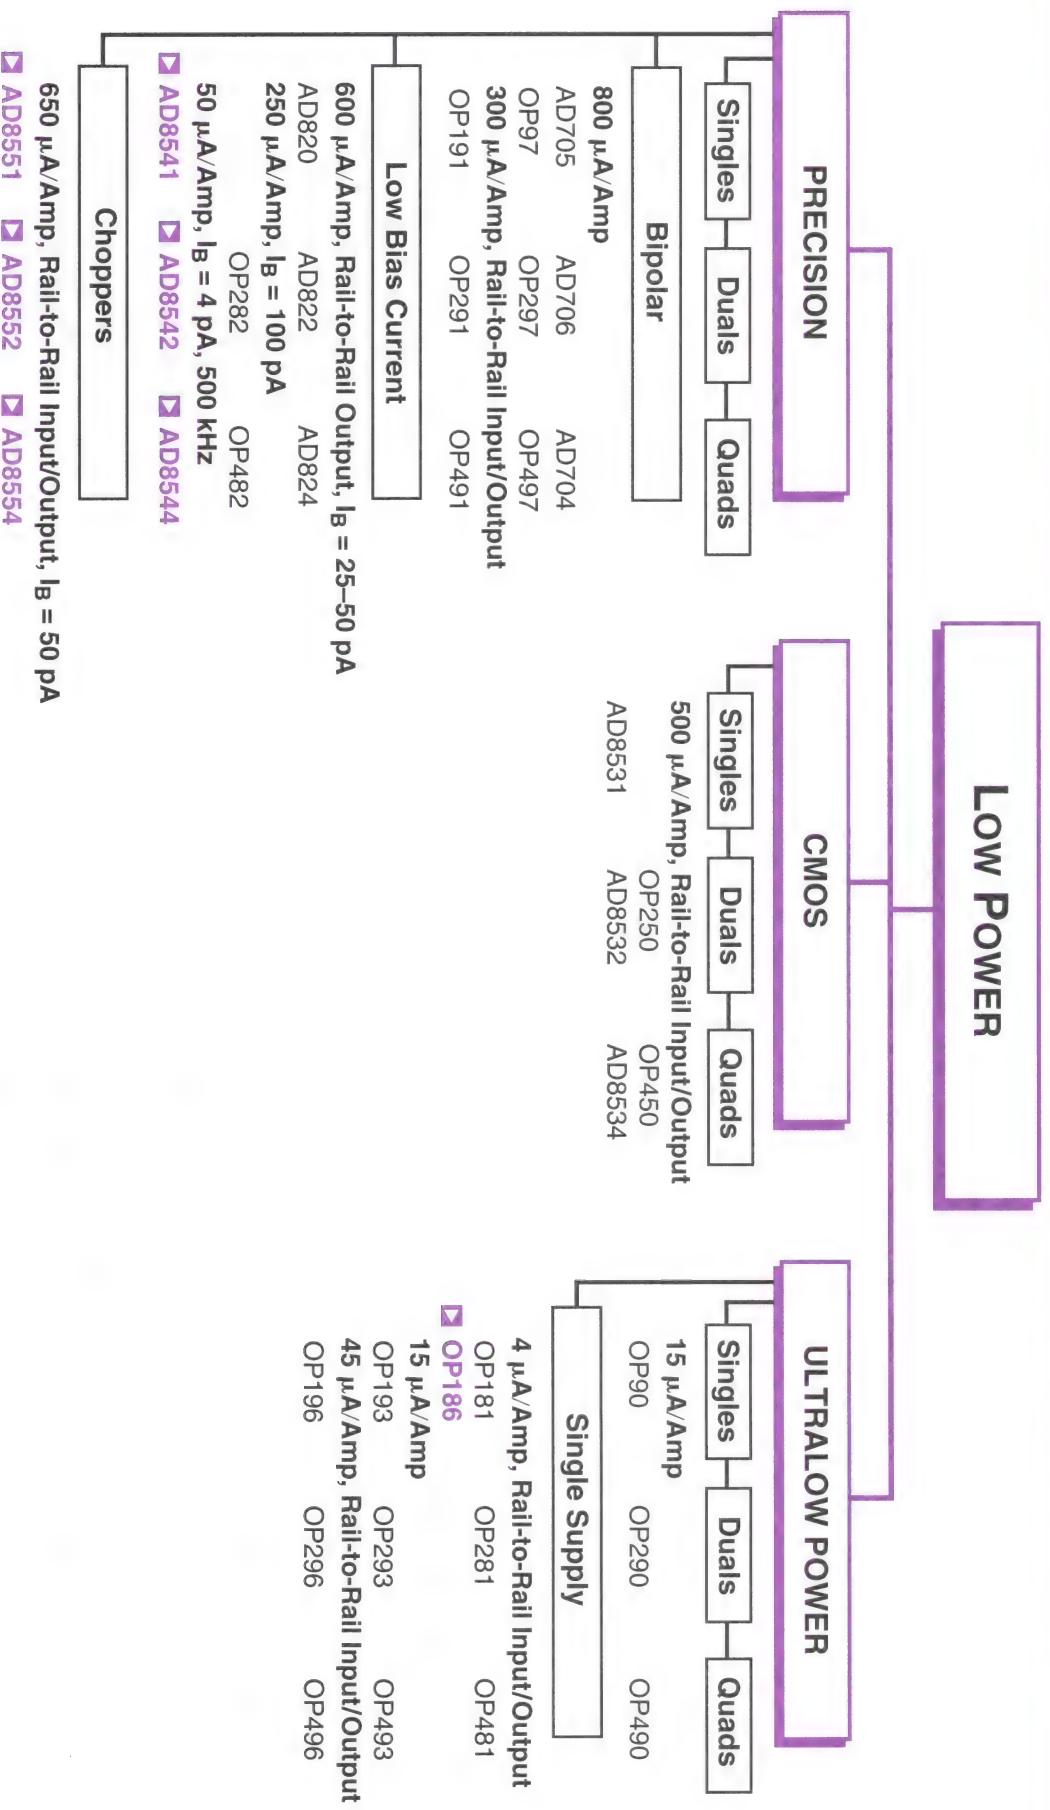 LOW POWER
PRECISION
Singles Duals Quads
Bipolar
800 μA/Amp
AD705 AD706 AD704
OP97 OP297 OP497
300 μA/Amp, Rail-to-Rail Input/Output
OP191 OP291 OP491
Low Bias Current
600 μA/Amp, Rail-to-Rail Output, IB = 25–50 pA
AD820 AD822 AD824
250 μA/Amp, IB = 100 pA
OP282 OP482
50 μA/Amp, IB = 4 pA, 500 kHz
AD8541 AD8542 AD8544
Choppers
650 μA/Amp, Rail-to-Rail Input/Output, IB = 50 pA
AD8551 AD8552 AD8554
CMOS
Singles Duals Quads
500 μA/Amp, Rail-to-Rail Input/Output
OP250 OP450
AD8531 AD8532 AD8534
ULTRALOW POWER
Singles Duals Quads
15 μA/Amp
OP90 OP290 OP490
Single Supply
4 μA/Amp, Rail-to-Rail Input/Output
OP181 OP281 OP481
OP186
15 μA/Amp
OP193 OP293 OP493
45 μA/Amp, Rail-to-Rail Input/Output
OP196 OP296 OP496